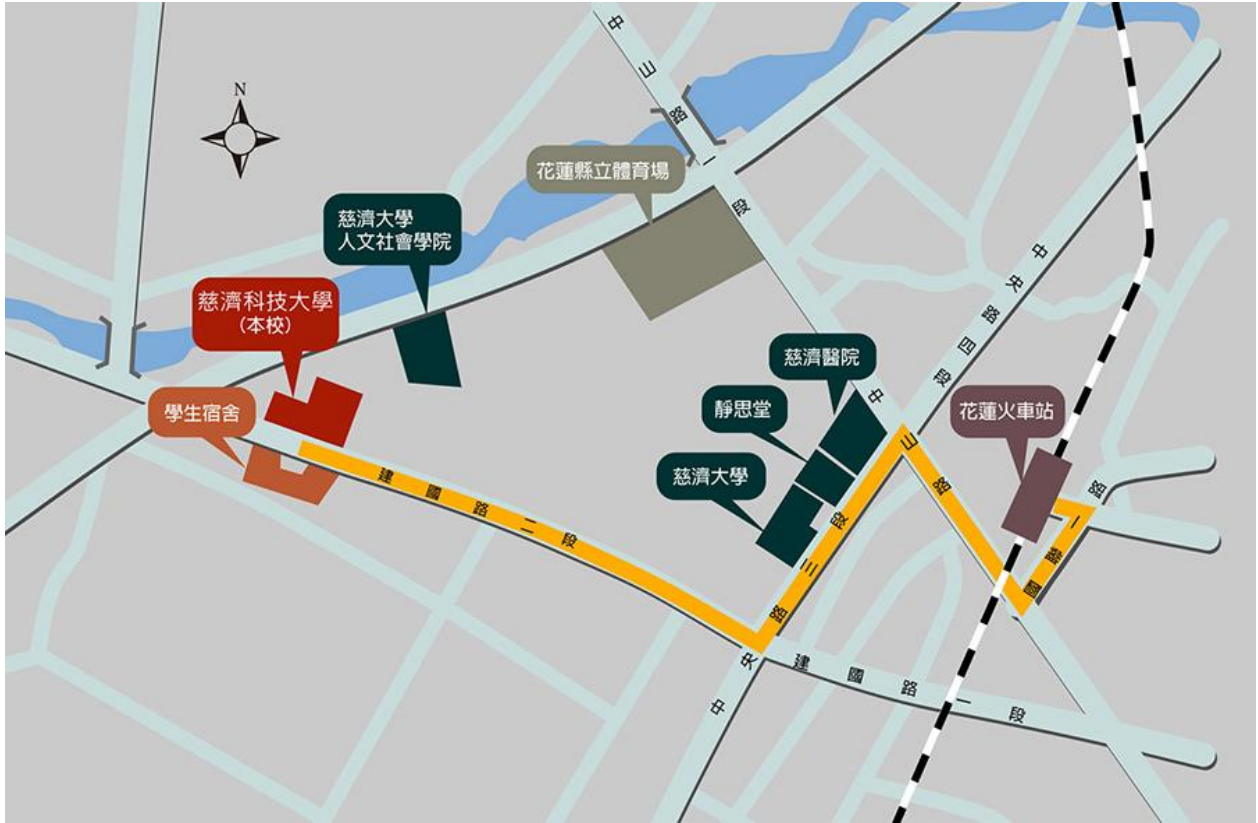 N
中山路一段
花蓮縣立體育場
慈濟大學
人文社會學院
慈濟科技大學
(本校)
學生宿舍
中央路四段
慈濟醫院
靜思堂
慈濟大學
花蓮火車站
中山路
國聯一路
建國路二段
中央路三段
建國路一段